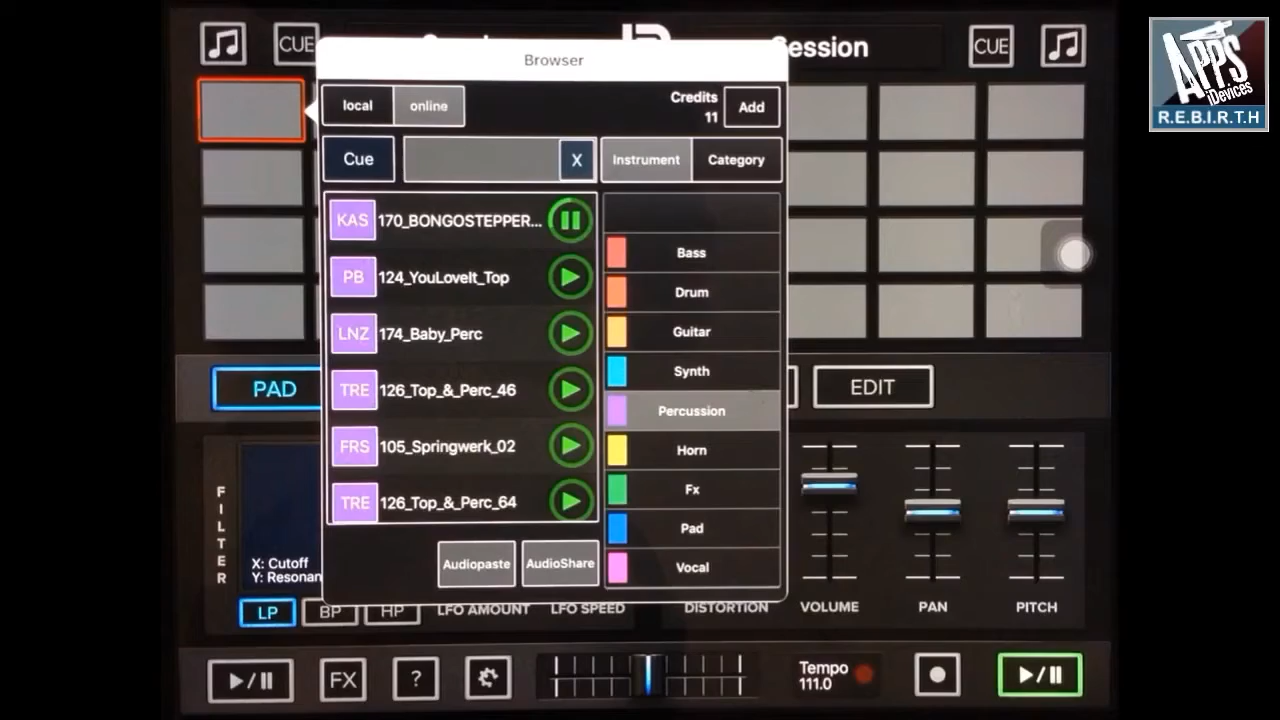 CUE
Session
CUE
APPS
iDevices
R.E.B.I.R.T.H
Browser
local
online
Credits
11
Add
Cue
X
Instrument
Category
KAS 170_BONGOSTEPPER...
PB 124_YouLoveIt_Top
LNZ 174_Baby_Perc
TRE 126_Top_&_Perc_46
FRS 105_Springwerk_02
TRE 126_Top_&_Perc_64
Bass
Drum
Guitar
Synth
Percussion
Horn
Fx
Pad
Vocal
Audiopaste
AudioShare
PAD
EDIT
FILTER
X: Cutoff
Y: Resonan
LP
BP
HP
LFO AMOUNT
LFO SPEED
DISTORTION
VOLUME
PAN
PITCH
FX
?
Tempo
111.0